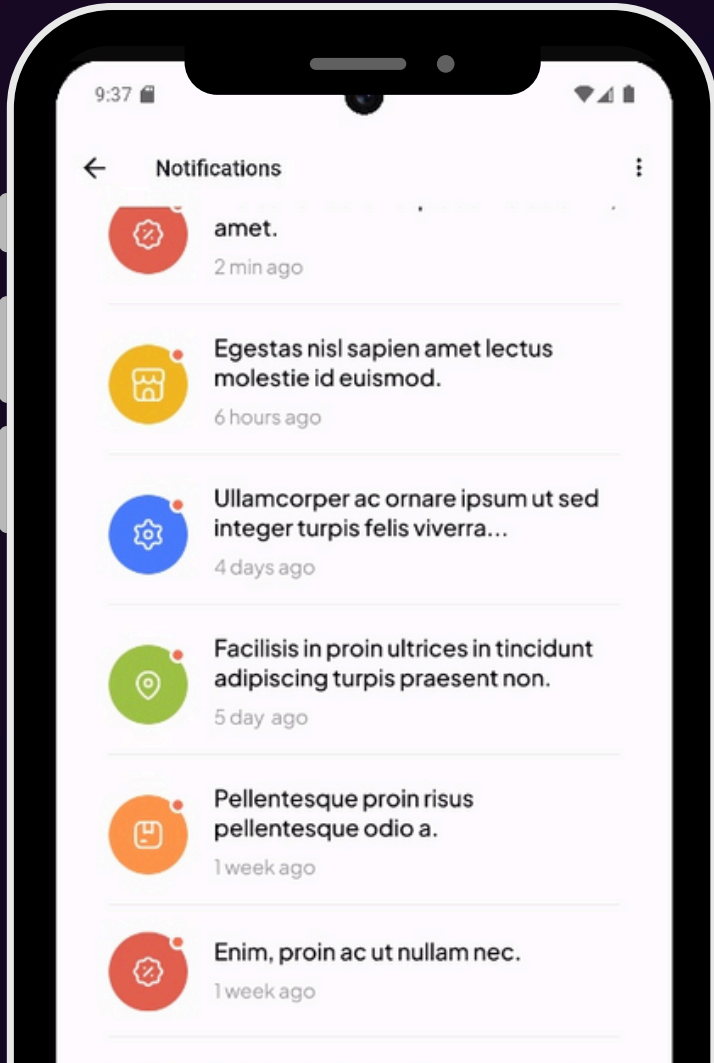 9:37
Notifications
amet.
2 min ago
Egestas nisl sapien amet lectus
molestie id euismod.
6 hours ago
Ullamcorper ac ornare ipsum ut sed
integer turpis felis viverra...
4 days ago
Facilisis in proin ultrices in tincidunt
adipiscing turpis praesent non.
5 day ago
Pellentesque proin risus
pellentesque odio a.
1 week ago
Enim, proin ac ut nullam nec.
1 week ago